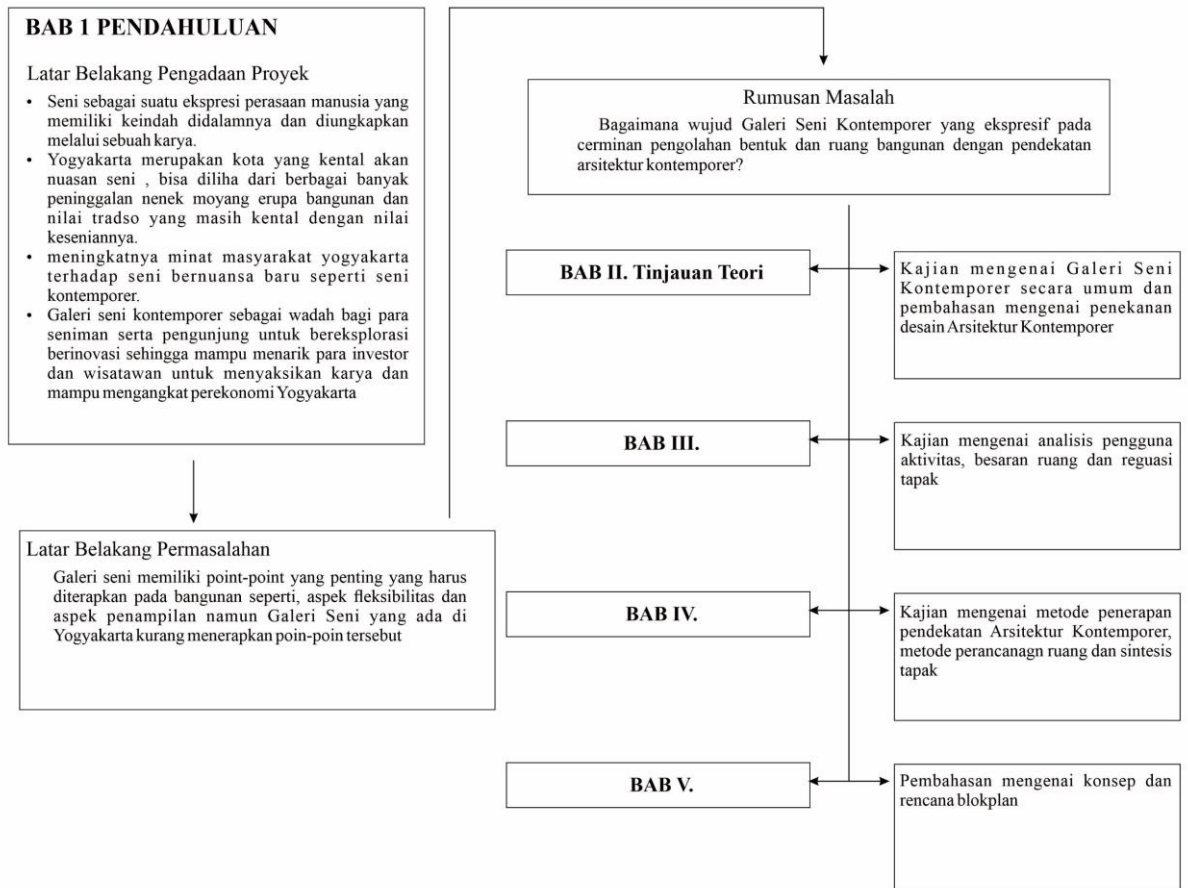 BAB 1 PENDAHULUAN
Latar Belakang Pengadaan Proyek
• Seni sebagai suatu ekspresi perasaan manusia yang
memiliki keindah didalamnya dan diungkapkan
melalui sebuah karya.
• Yogyakarta merupakan kota yang kental akan
nuasan seni , bisa diliha dari berbagai banyak
peninggalan nenek moyang erupa bangunan dan
nilai tradso yang masih kental dengan nilai
keseniannya.
• meningkatnya minat masyarakat yogyakarta
terhadap seni bernuansa baru seperti seni
kontemporer.
• Galeri seni kontemporer sebagai wadah bagi para
seniman serta pengunjung untuk bereksplorasi
berinovasi sehingga mampu menarik para investor
dan wisatawan untuk menyaksikan karya dan
mampu mengangkat perekonomi Yogyakarta
Latar Belakang Permasalahan
Galeri seni memiliki point-point yang penting yang harus
diterapkan pada bangunan seperti, aspek fleksibilitas dan
aspek penampilan namun Galeri Seni yang ada di
Yogyakarta kurang menerapkan poin-poin tersebut
Rumusan Masalah
Bagaimana wujud Galeri Seni Kontemporer yang ekspresif pada
cerminan pengolahan bentuk dan ruang bangunan dengan pendekatan
arsitektur kontemporer?
BAB II. Tinjauan Teori
Kajian mengenai Galeri Seni
Kontemporer secara umum dan
pembahasan mengenai penekanan
desain Arsitektur Kontemporer
BAB III.
Kajian mengenai analisis pengguna
aktivitas, besaran ruang dan reguasi
tapak
BAB IV.
Kajian mengenai metode penerapan
pendekatan Arsitektur Kontemporer,
metode perancanagn ruang dan sintesis
tapak
BAB V.
Pembahasan mengenai konsep dan
rencana blokplan